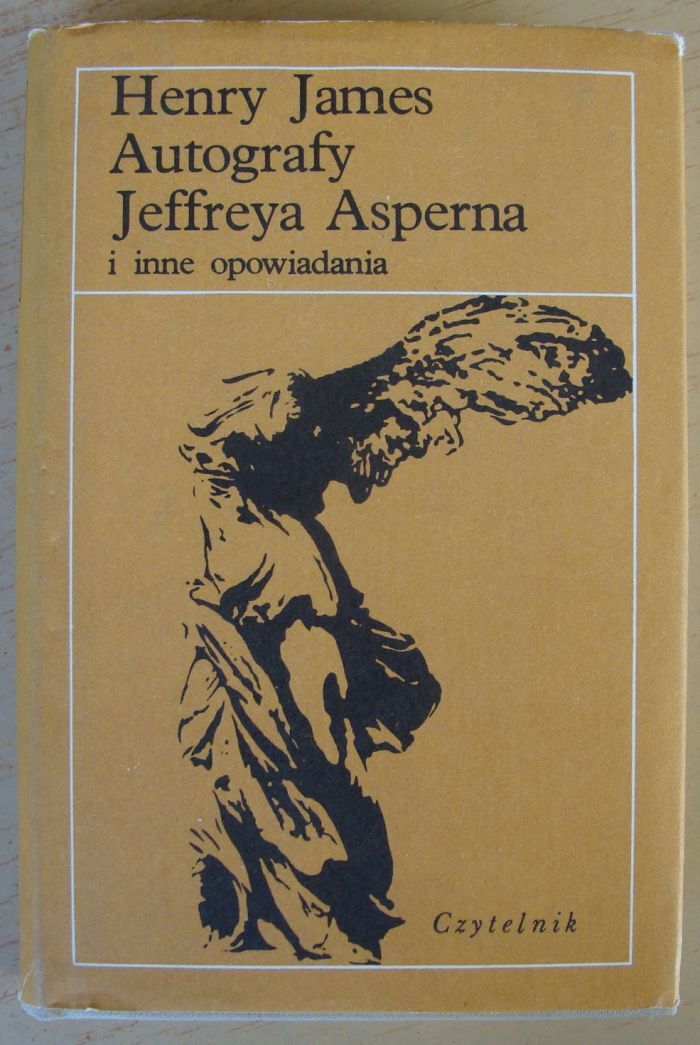 Henry James
Autografy
Jeffreya Asperna
i inne opowiadania
Czytelnik